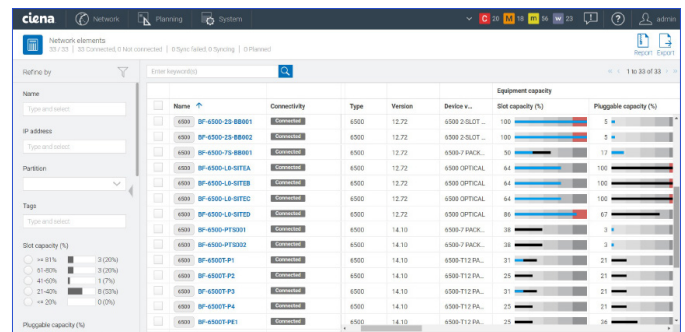 ciena Network Planning System C 20 M 18 m 56 w 23 admin
Network elements
33 / 33 | 33 Connected, 0 Not connected | 0 Sync failed, 0 Syncing | 0 Planned
Report Export
Refine by
Enter keyword(s)
1 to 33 of 33
Name
Type and select
IP address
Type and select
Partition
Tags
Type and select
Slot capacity (%)
>= 81% 3 (20%)
61-80% 3 (20%)
41-60% 1 (7%)
21-40% 8 (53%)
<= 20% 0 (0%)
Pluggable capacity (%)
Equipment capacity
Name Connectivity Type Version Device v... Slot capacity (%) Pluggable capacity (%)
6500 BF-6500-2S-BB001 Connected 6500 12.72 6500 2-SLOT ... 100 5
6500 BF-6500-2S-BB002 Connected 6500 12.72 6500 2-SLOT ... 100 5
6500 BF-6500-7S-BB001 Connected 6500 12.72 6500-7 PACK... 50 17
6500 BF-6500-L0-SITEA Connected 6500 12.72 6500 OPTICAL 64 100
6500 BF-6500-L0-SITEB Connected 6500 12.72 6500 OPTICAL 64 100
6500 BF-6500-L0-SITEC Connected 6500 12.72 6500 OPTICAL 64 100
6500 BF-6500-L0-SITED Connected 6500 12.72 6500 OPTICAL 86 67
6500 BF-6500-PTS001 Connected 6500 14.10 6500-7 PACK... 38 3
6500 BF-6500-PTS002 Connected 6500 14.10 6500-7 PACK... 38 3
6500 BF-6500T-P1 Connected 6500 14.10 6500-T12 PA... 31 21
6500 BF-6500T-P2 Connected 6500 14.10 6500-T12 PA... 25 21
6500 BF-6500T-P3 Connected 6500 14.10 6500-T12 PA... 31 21
6500 BF-6500T-P4 Connected 6500 14.10 6500-T12 PA... 25 21
6500 BF-6500T-PE1 Connected 6500 14.10 6500-T12 PA... 25 26